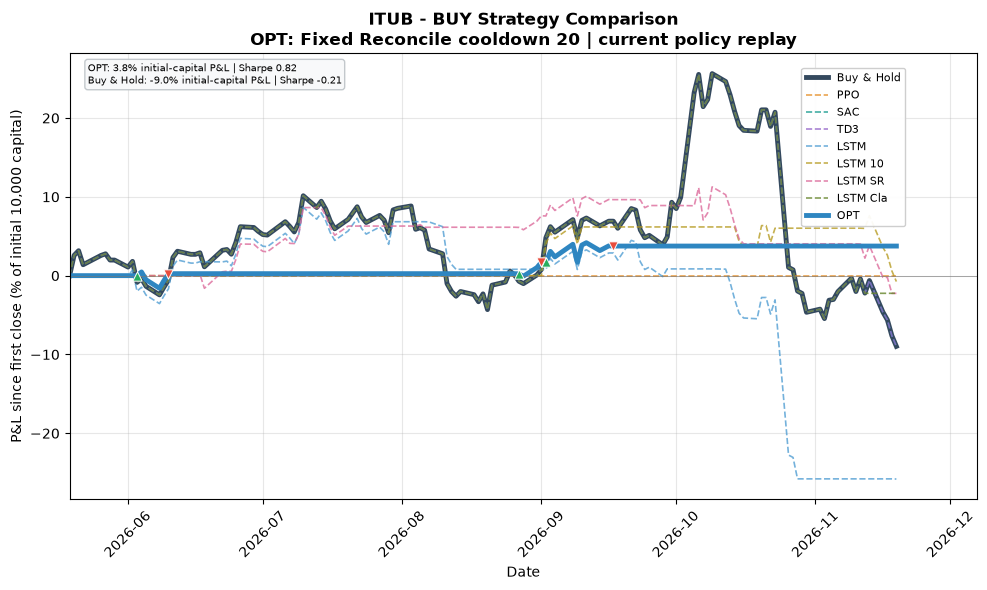 ITUB - BUY Strategy Comparison
OPT: Fixed Reconcile cooldown 20 | current policy replay
OPT: 3.8% initial-capital P&L | Sharpe 0.82
Buy & Hold: -9.0% initial-capital P&L | Sharpe -0.21
Buy & Hold
PPO
SAC
TD3
LSTM
LSTM 10
LSTM SR
LSTM Cla
OPT
P&L since first close (% of initial 10,000 capital)
20
10
0
−10
−20
2026-06
2026-07
2026-08
2026-09
2026-10
2026-11
2026-12
Date